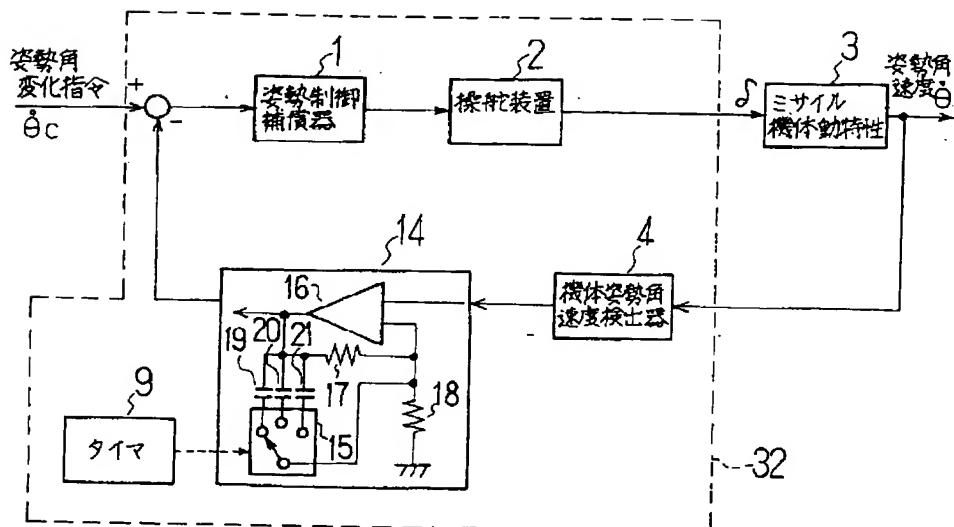 姿勢角
変化指令
θ̇c
+
-
1
姿勢制御
補償器
2
操舵装置
δ
3
ミサイル
機体動特性
姿勢角
速度θ̇
14
4
機体姿勢角
速度検出器
16
20
21
19
17
18
15
9
タイマ
32